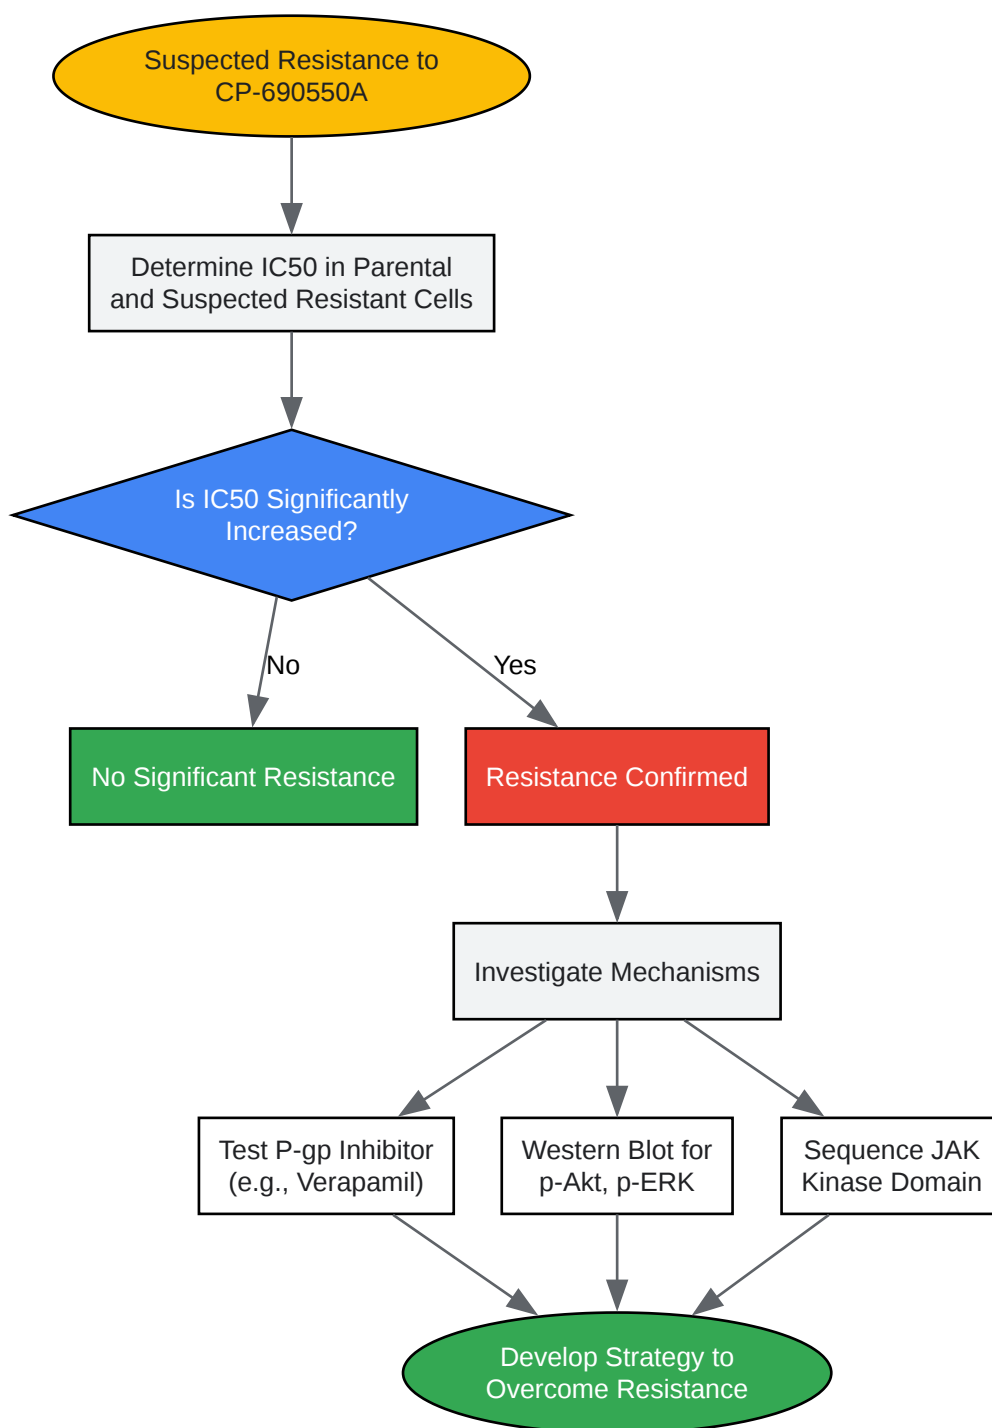 Suspected Resistance to
CP-690550A
Determine IC50 in Parental
and Suspected Resistant Cells
Is IC50 Significantly
Increased?
No
Yes
No Significant Resistance
Resistance Confirmed
Investigate Mechanisms
Test P-gp Inhibitor
(e.g., Verapamil)
Western Blot for
p-Akt, p-ERK
Sequence JAK
Kinase Domain
Develop Strategy to
Overcome Resistance